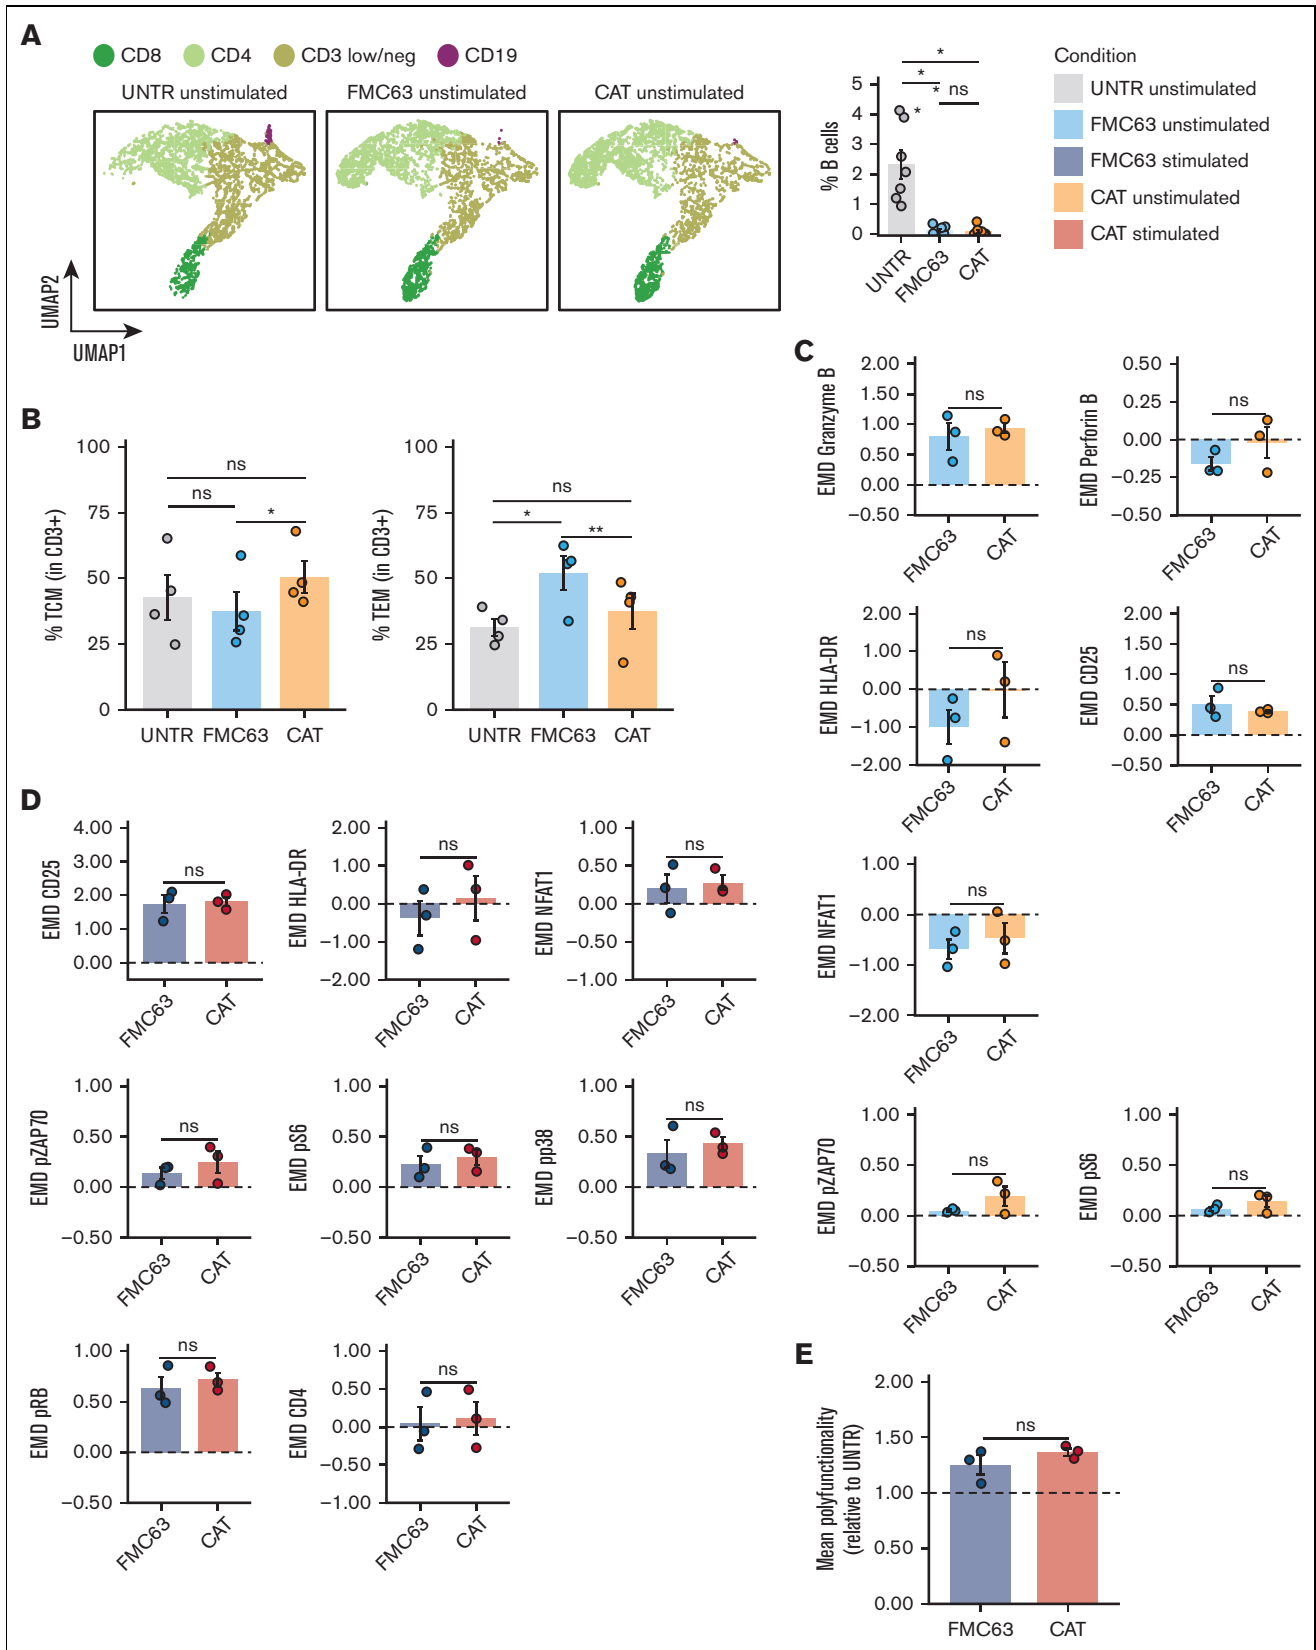 A
CD8 CD4 CD3 low/neg CD19
UNTR unstimulated FMC63 unstimulated CAT unstimulated
UMAP2
UMAP1
% B cells
5
4
3
2
1
0
*
*
*
ns
*
UNTR FMC63 CAT
Condition
UNTR unstimulated
FMC63 unstimulated
FMC63 stimulated
CAT unstimulated
CAT stimulated
B
% TCM (in CD3+)
100
75
50
25
0
ns
ns
*
UNTR FMC63 CAT
% TEM (in CD3+)
100
75
50
25
0
ns
*
**
UNTR FMC63 CAT
C
EMD Granzyme B
2.00
1.50
1.00
0.50
0.00
−0.50
ns
FMC63 CAT
EMD Perforin B
0.50
0.25
0.00
−0.25
−0.50
ns
FMC63 CAT
EMD HLA-DR
2.00
1.00
0.00
−1.00
−2.00
ns
FMC63 CAT
EMD CD25
2.00
1.50
1.00
0.50
0.00
−0.50
ns
FMC63 CAT
EMD NFAT1
1.00
0.00
−1.00
−2.00
ns
FMC63 CAT
EMD pZAP70
1.00
0.50
0.00
−0.50
ns
FMC63 CAT
EMD pS6
1.00
0.50
0.00
−0.50
ns
FMC63 CAT
D
EMD CD25
4.00
3.00
2.00
1.00
0.00
ns
FMC63 CAT
EMD HLA-DR
2.00
1.00
0.00
−1.00
−2.00
ns
FMC63 CAT
EMD NFAT1
1.00
0.50
0.00
−0.50
−1.00
ns
FMC63 CAT
EMD pZAP70
1.00
0.50
0.00
−0.50
ns
FMC63 CAT
EMD pS6
1.00
0.50
0.00
−0.50
ns
FMC63 CAT
EMD pp38
1.00
0.50
0.00
−0.50
ns
FMC63 CAT
EMD pRB
1.00
0.50
0.00
−0.50
ns
FMC63 CAT
EMD CD4
1.00
0.50
0.00
−0.50
−1.00
ns
FMC63 CAT
E
Mean polyfunctionality
(relative to UNTR)
2.00
1.50
1.00
0.50
0.00
ns
FMC63 CAT